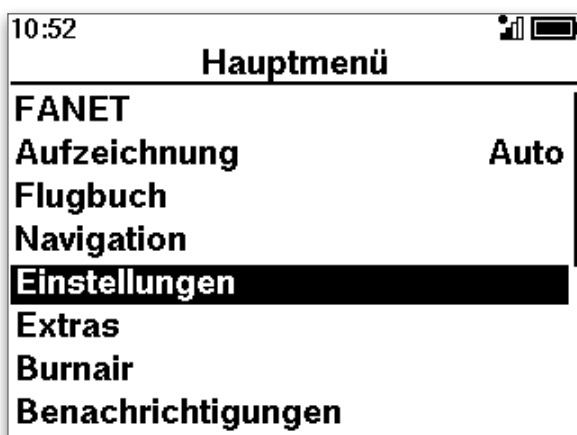 10:52
Hauptmenü
FANET
Aufzeichnung Auto
Flugbuch
Navigation
Einstellungen
Extras
Burnair
Benachrichtigungen